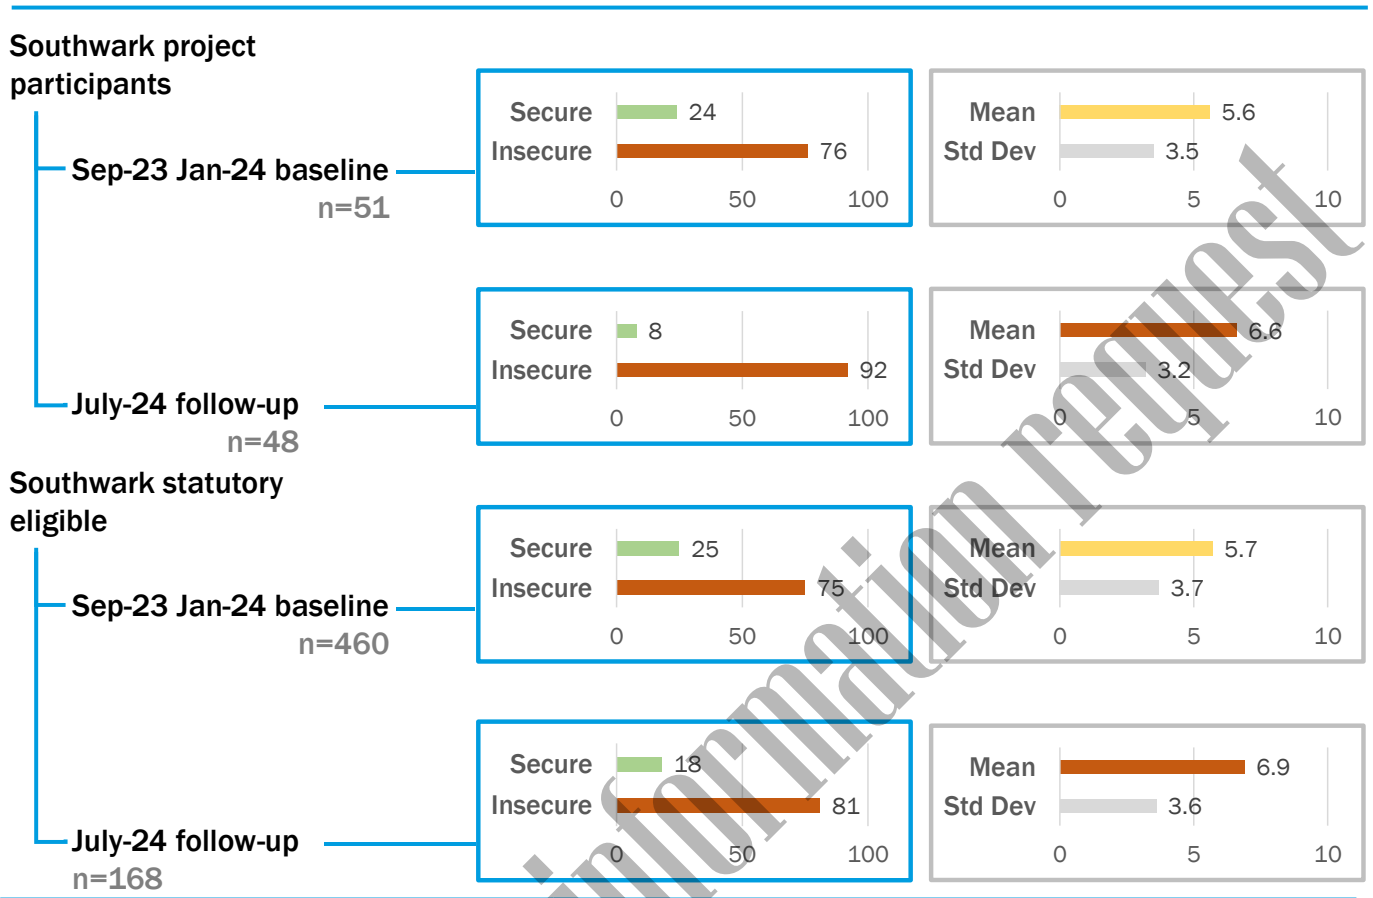 Southwark project
participants
Secure 24
Insecure 76
0 50 100
Mean 5.6
Std Dev 3.5
0 5 10
Sep-23 Jan-24 baseline
n=51
Secure 8
Insecure 92
0 50 100
Mean 6.6
Std Dev 3.2
0 5 10
July-24 follow-up
n=48
Southwark statutory
eligible
Secure 25
Insecure 75
0 50 100
Mean 5.7
Std Dev 3.7
0 5 10
Sep-23 Jan-24 baseline
n=460
Secure 18
Insecure 81
0 50 100
Mean 6.9
Std Dev 3.6
0 5 10
July-24 follow-up
n=168
information request